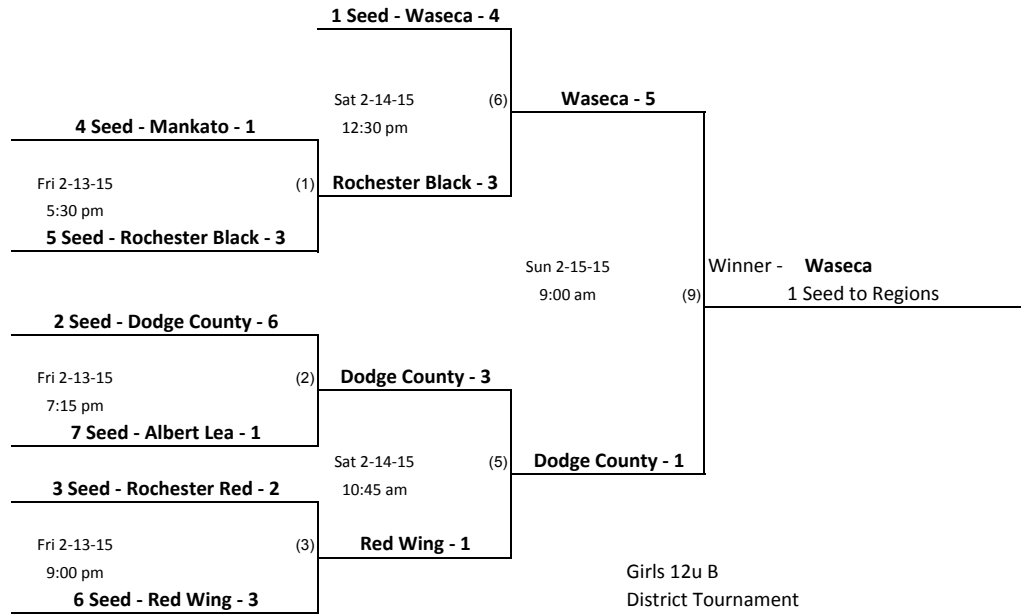 1 Seed - Waseca - 4
Sat 2-14-15 (6) Waseca - 5
12:30 pm
4 Seed - Mankato - 1
Fri 2-13-15 (1) Rochester Black - 3
5:30 pm
5 Seed - Rochester Black - 3
Sun 2-15-15 Winner - Waseca
9:00 am (9) 1 Seed to Regions
2 Seed - Dodge County - 6
Fri 2-13-15 (2) Dodge County - 3
7:15 pm
7 Seed - Albert Lea - 1
Sat 2-14-15 (5) Dodge County - 1
10:45 am
3 Seed - Rochester Red - 2
Fri 2-13-15 (3) Red Wing - 1
9:00 pm
6 Seed - Red Wing - 3
Girls 12u B
District Tournament